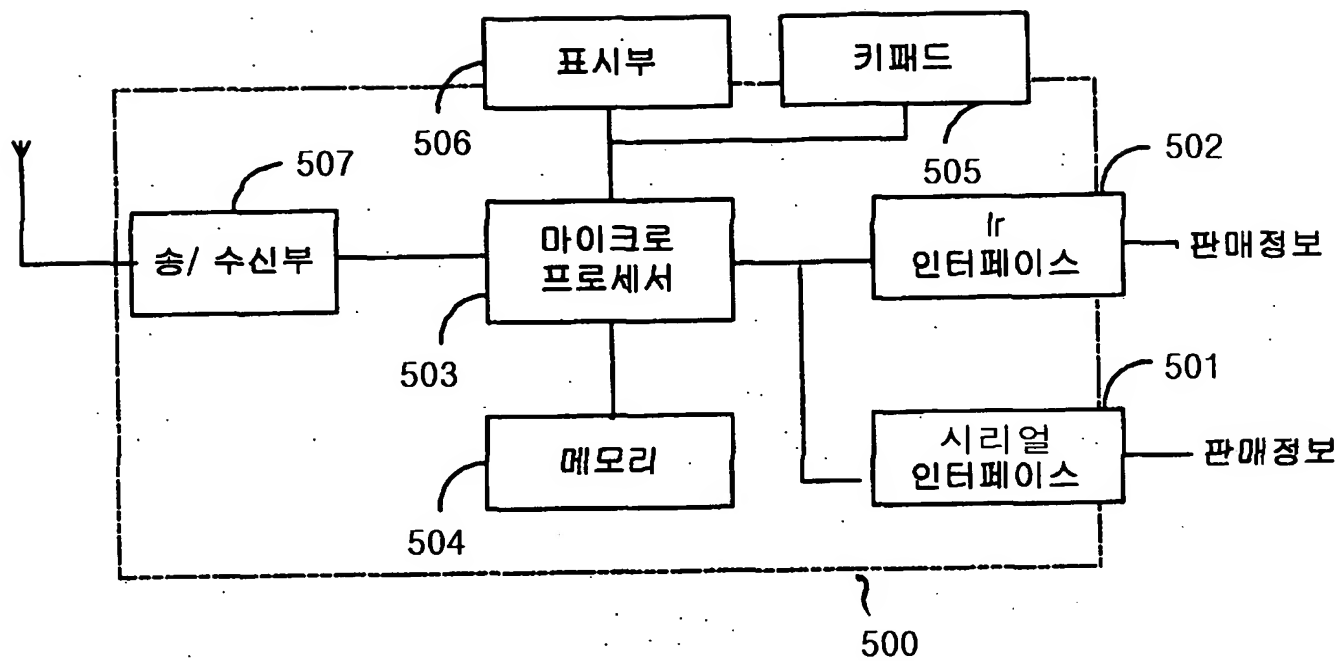 표시부
키패드
506
505
507
502
송/ 수신부
마이크로
프로세서
503
Ir
인터페이스
판매정보
501
시리얼
인터페이스
판매정보
메모리
504
500